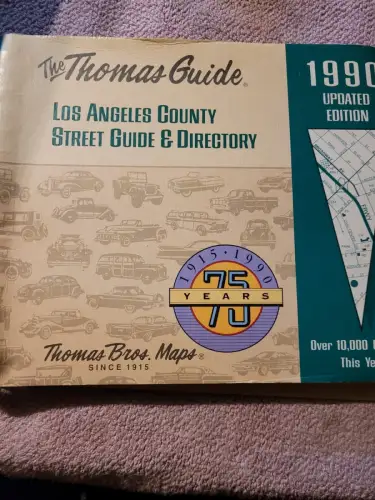 The Thomas Guide®
LOS ANGELES COUNTY
STREET GUIDE & DIRECTORY
1915 · 1990
75
YEARS
Thomas Bros. Maps®
SINCE 1915
1990
UPDATED
EDITION
Over 10,000
This Ye